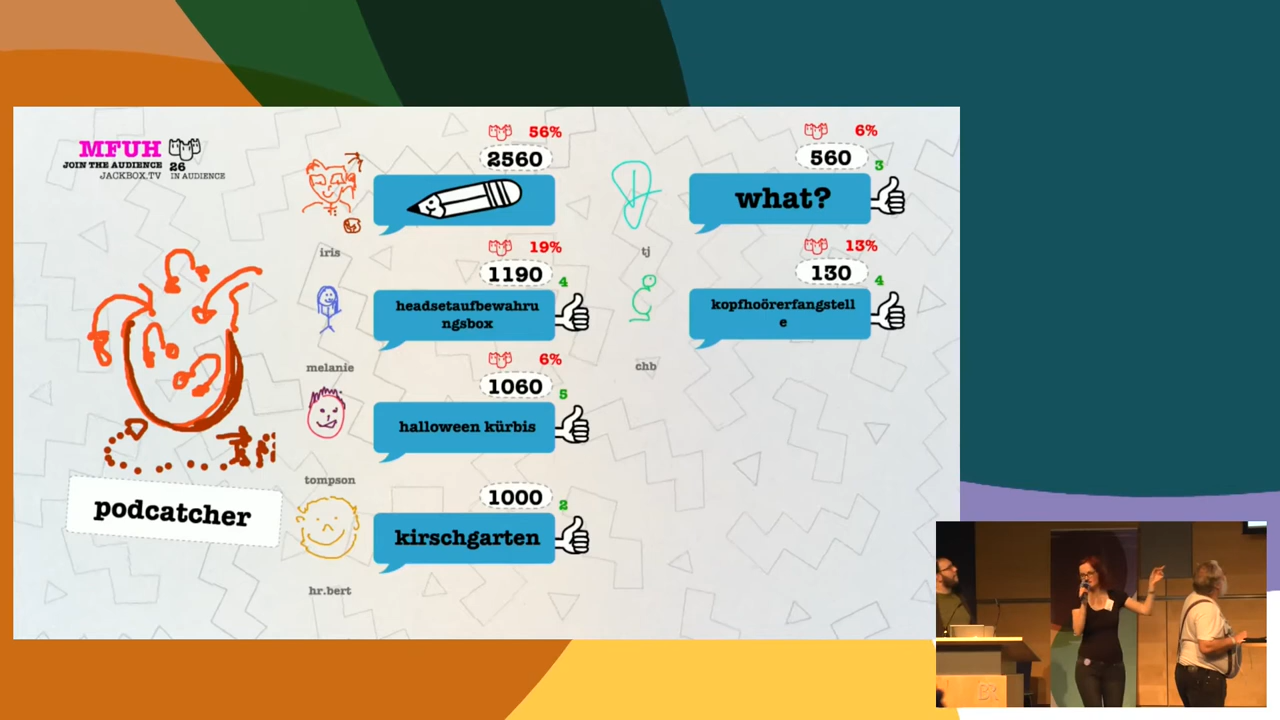 MFUH
JOIN THE AUDIENCE
JACKBOX.TV
26
IN AUDIENCE
podcatcher
56%
2560
iris
19%
1190
4
headsetaufbewahru
ngsbox
melanie
6%
1060
5
halloween kürbis
tompson
1000
2
kirschgarten
hr.bert
6%
560
3
what?
tj
13%
130
4
kopfhoörerfangstell
e
chb